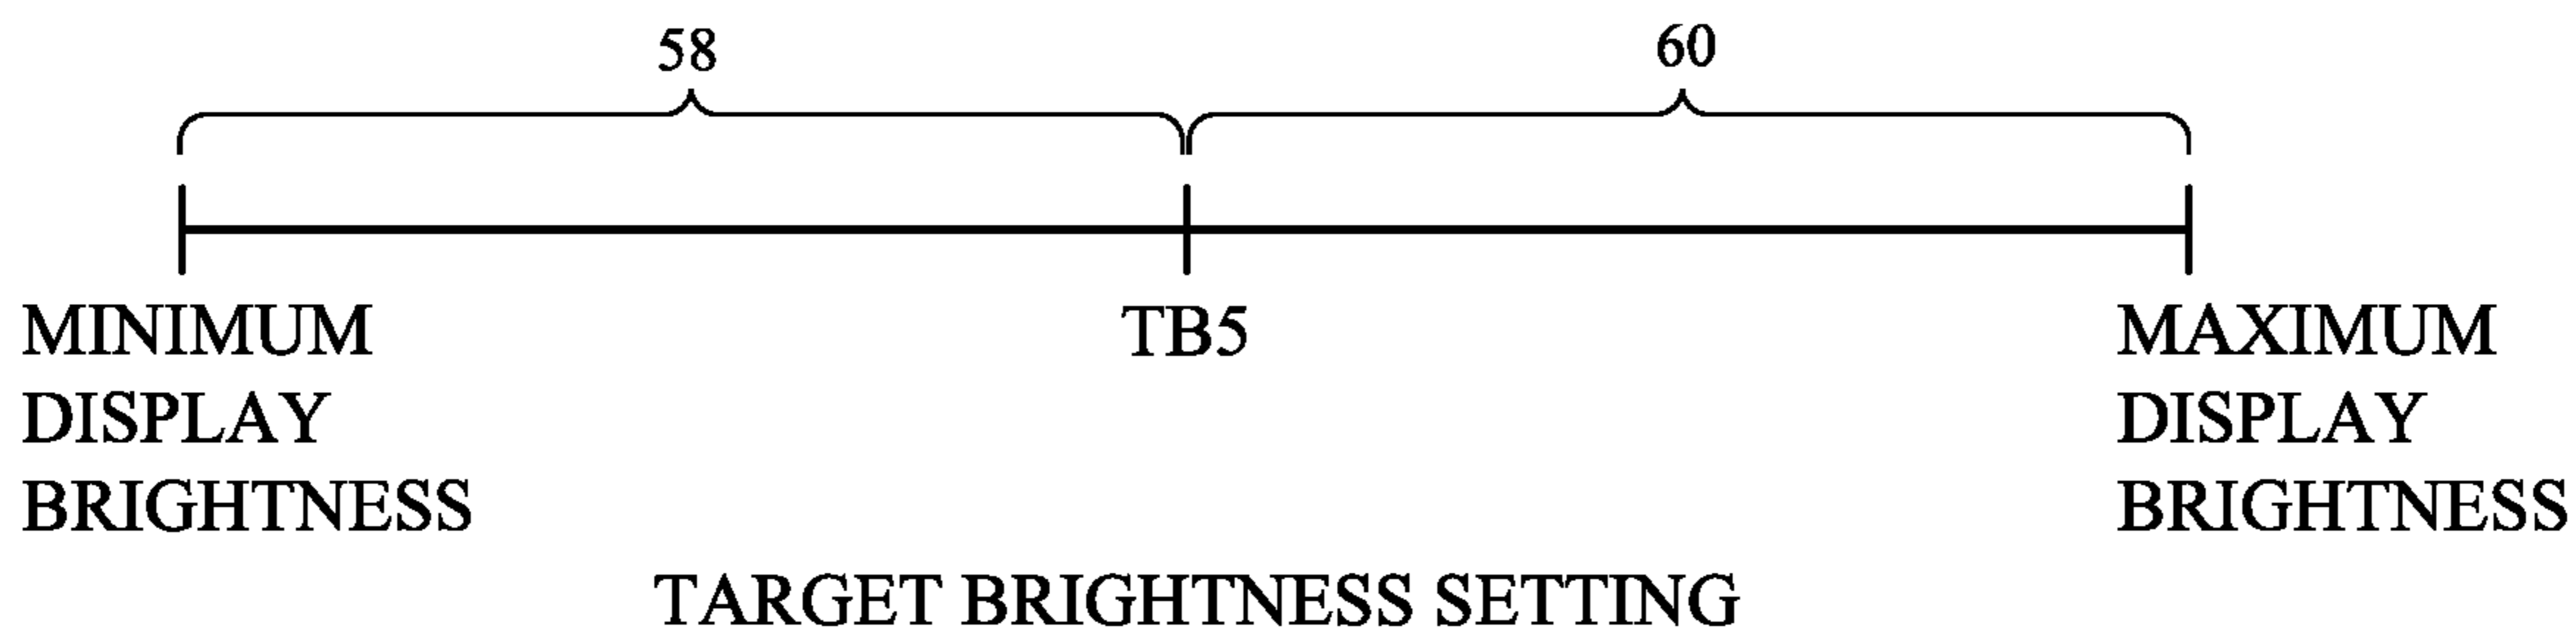 58
60
MINIMUM
DISPLAY
BRIGHTNESS
TB5
MAXIMUM
DISPLAY
BRIGHTNESS
TARGET BRIGHTNESS SETTING